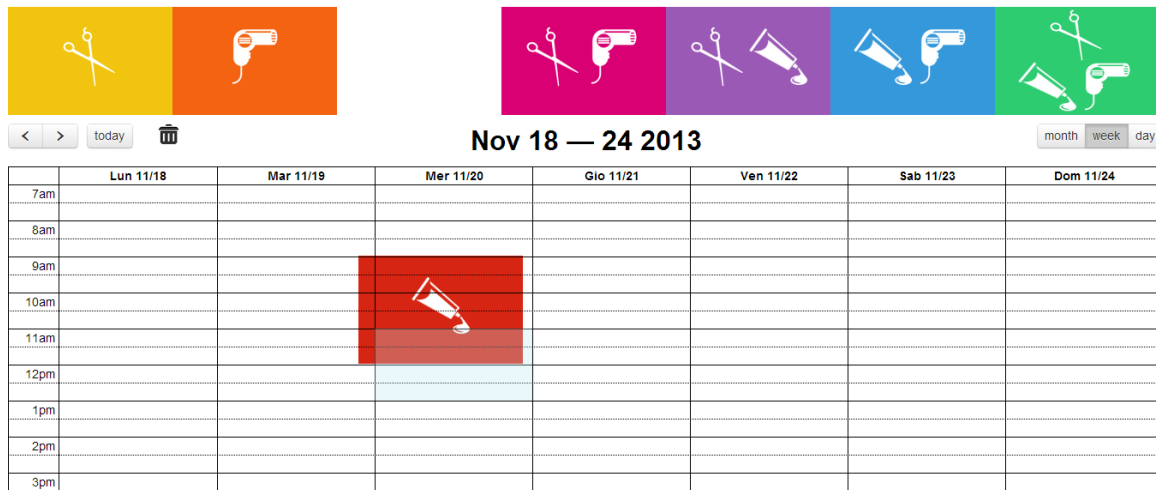 today
Nov 18 — 24 2013
month week day
Lun 11/18 Mar 11/19 Mer 11/20 Gio 11/21 Ven 11/22 Sab 11/23 Dom 11/24
7am
8am
9am
10am
11am
12pm
1pm
2pm
3pm